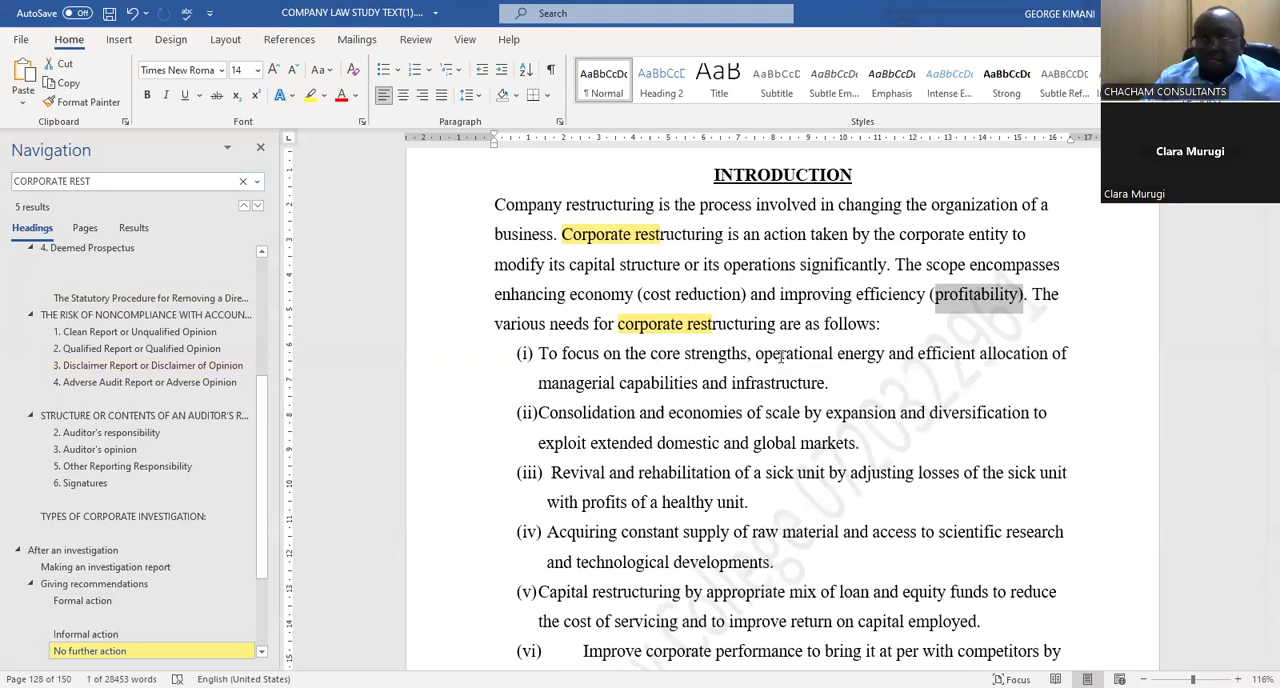 AutoSave Off COMPANY LAW STUDY TEXT(1).... Search GEORGE KIMANI
File Home Insert Draw Design Layout References Mailings Review View Help
Paste
Cut
Copy
Format Painter
Clipboard
Times New Roma 14
Font
Paragraph
AaBbCcDc AaBbCcD AaB AaBbCcD AaBbCcDc AaBbCcDc AaBbCcDc AaBbCcDc AaBbCcDc
¶ Normal Heading 2 Title Subtitle Subtle Em... Emphasis Intense E... Strong Subtle Ref...
Styles
CHACHAM CONSULTANTS
Clara Murugi
Clara Murugi
Navigation
CORPORATE REST
5 results
Headings Pages Results
4. Deemed Prospectus
The Statutory Procedure for Removing a Dire...
THE RISK OF NONCOMPLIANCE WITH ACCOUN...
1. Clean Report or Unqualified Opinion
2. Qualified Report or Qualified Opinion
3. Disclaimer Report or Disclaimer of Opinion
4. Adverse Audit Report or Adverse Opinion
STRUCTURE OR CONTENTS OF AN AUDITOR'S R...
2. Auditor's responsibility
3. Auditor's opinion
5. Other Reporting Responsibility
6. Signatures
TYPES OF CORPORATE INVESTIGATION:
After an investigation
Making an investigation report
Giving recommendations
Formal action
Informal action
No further action
INTRODUCTION
Company restructuring is the process involved in changing the organization of a
business. Corporate restructuring is an action taken by the corporate entity to
modify its capital structure or its operations significantly. The scope encompasses
enhancing economy (cost reduction) and improving efficiency (profitability). The
various needs for corporate restructuring are as follows:
(i) To focus on the core strengths, operational energy and efficient allocation of
managerial capabilities and infrastructure.
(ii)Consolidation and economies of scale by expansion and diversification to
exploit extended domestic and global markets.
(iii) Revival and rehabilitation of a sick unit by adjusting losses of the sick unit
with profits of a healthy unit.
(iv) Acquiring constant supply of raw material and access to scientific research
and technological developments.
(v)Capital restructuring by appropriate mix of loan and equity funds to reduce
the cost of servicing and to improve return on capital employed.
(vi) Improve corporate performance to bring it at per with competitors by
Page 128 of 150 1 of 28453 words English (United States) Focus 116%